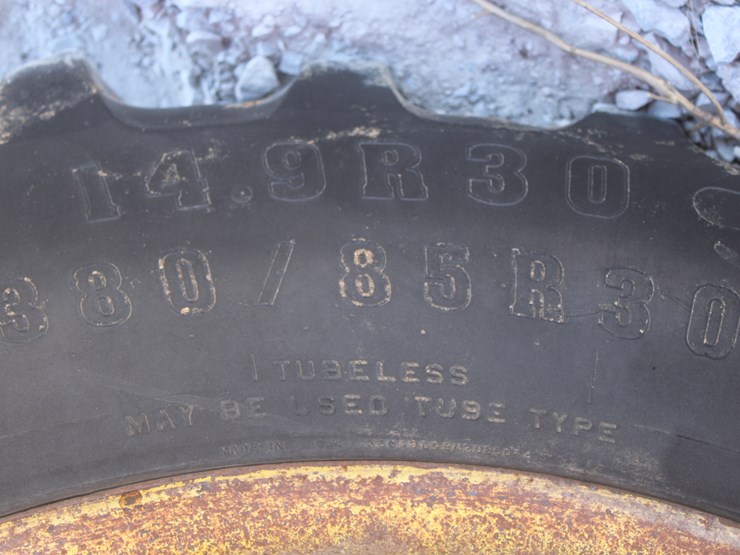 14.9R30
380/85R30
TUBELESS
MAY BE USED TUBE TYPE